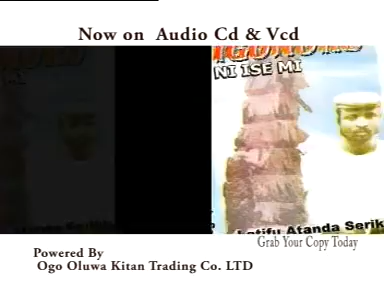 Now on Audio Cd & Vcd
NI ISE MI
Latifu Atanda Serik
Grab Your Copy Today
Powered By
Ogo Oluwa Kitan Trading Co. LTD